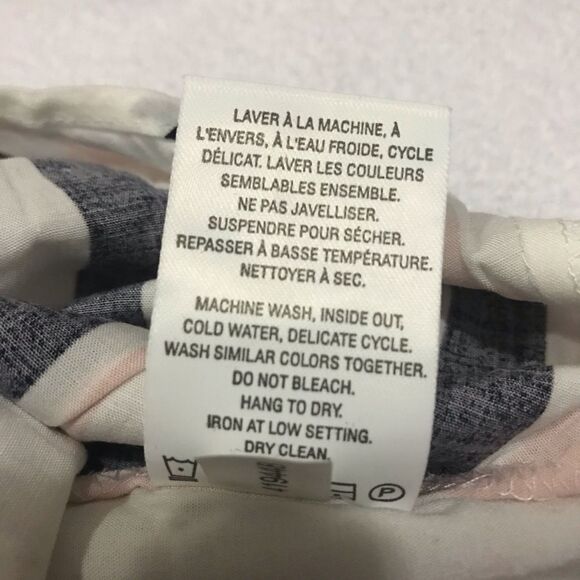 LAVER À LA MACHINE, À
L'ENVERS, À L'EAU FROIDE, CYCLE
DÉLICAT. LAVER LES COULEURS
SEMBLABLES ENSEMBLE.
NE PAS JAVELLISER.
SUSPENDRE POUR SÉCHER.
REPASSER À BASSE TEMPÉRATURE.
NETTOYER À SEC.
MACHINE WASH, INSIDE OUT,
COLD WATER, DELICATE CYCLE.
WASH SIMILAR COLORS TOGETHER.
DO NOT BLEACH.
HANG TO DRY.
IRON AT LOW SETTING.
DRY CLEAN.
P